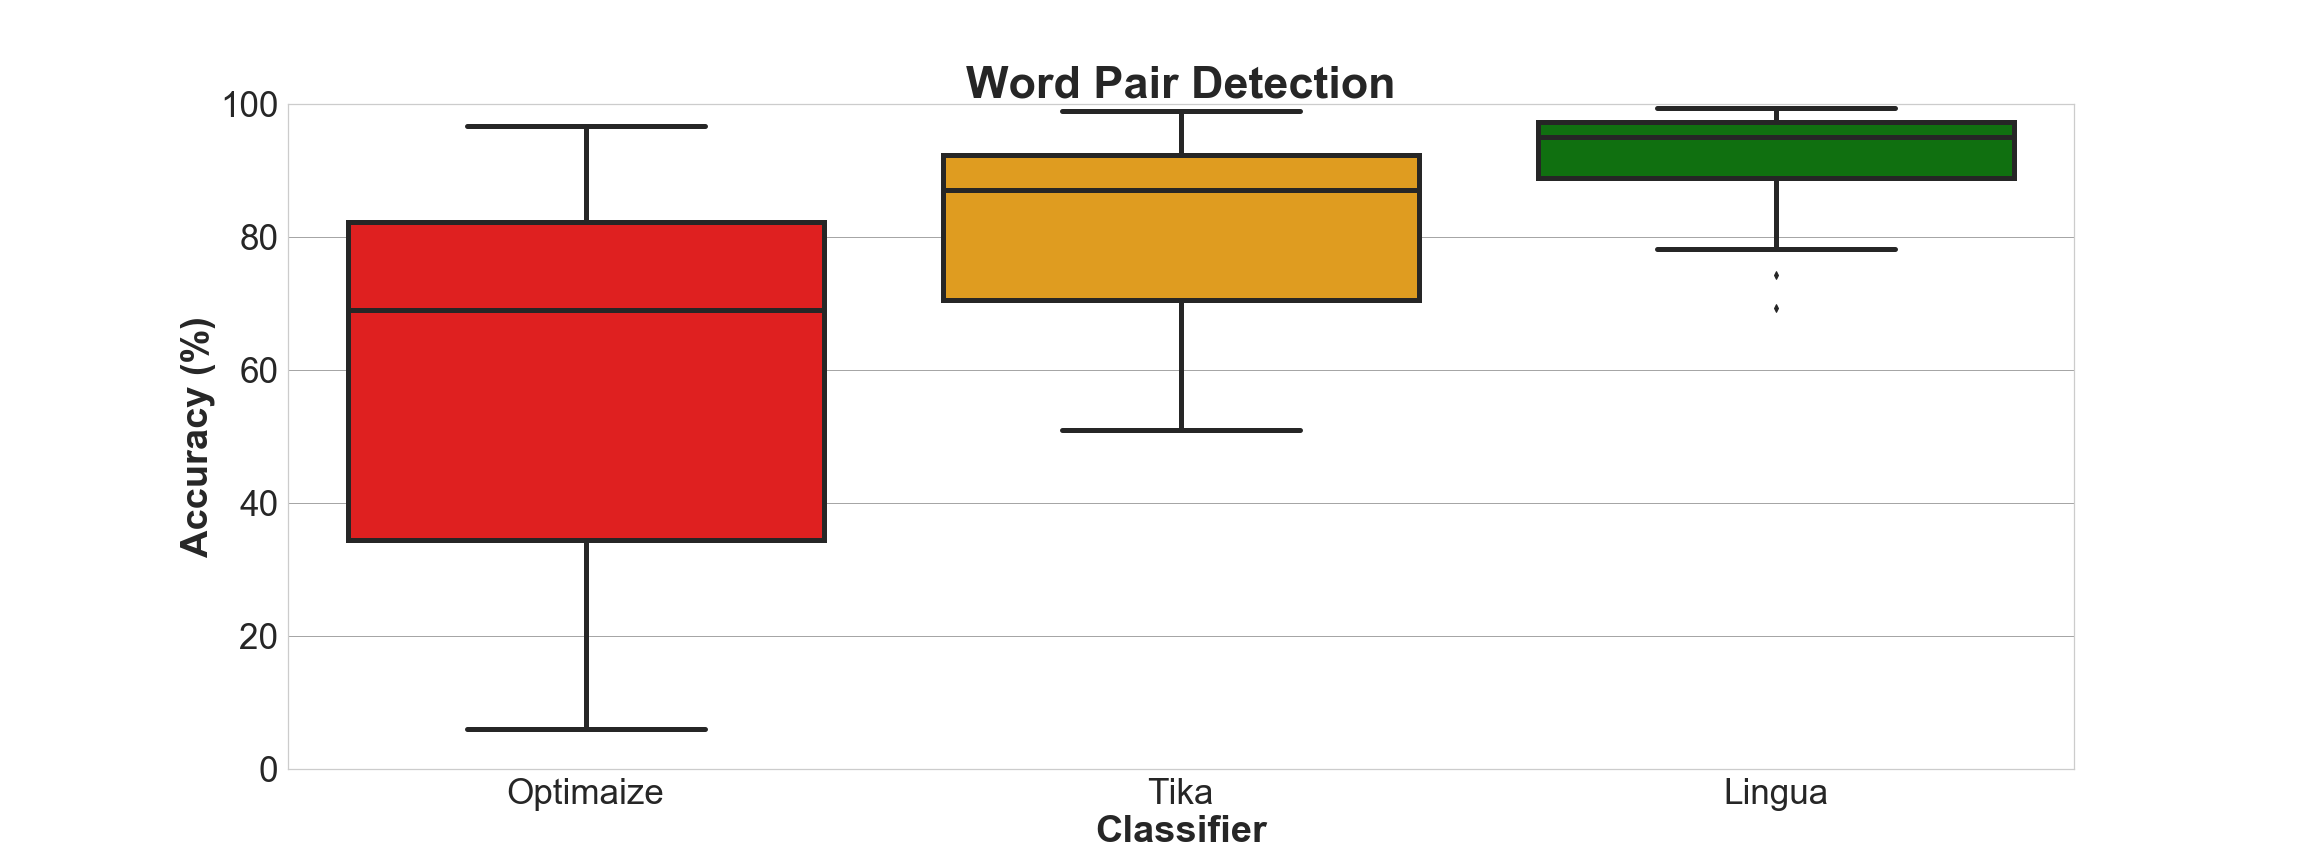 Word Pair Detection
Accuracy (%)
100
80
60
40
20
0
Optimaize
Tika
Lingua
Classifier